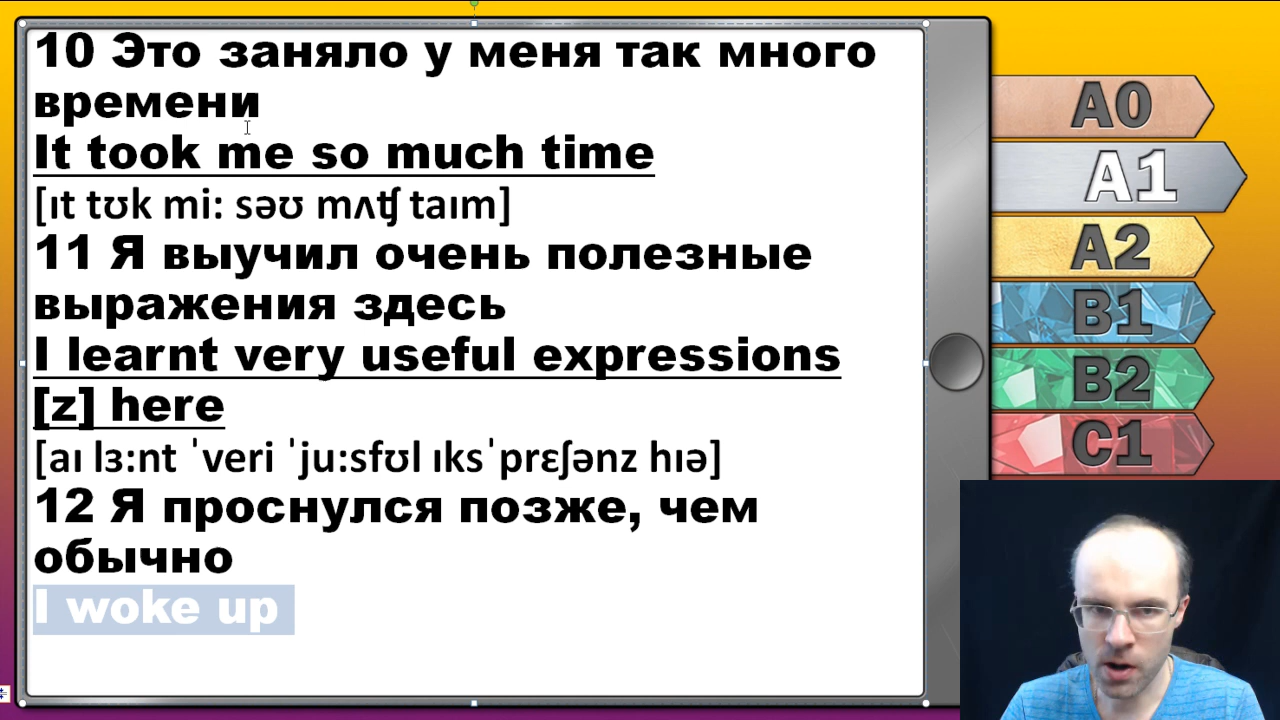 10 Это заняло у меня так много
времени
It took me so much time
[ɪt tʊk mi: səʊ mʌʧ taɪm]
11 Я выучил очень полезные
выражения здесь
I learnt very useful expressions
[z] here
[aɪ lɜ:nt ˈveri ˈju:sfʊl ɪksˈprɛʃənz hɪə]
12 Я проснулся позже, чем
обычно
I woke up
A0
A1
A2
B1
B2
C1